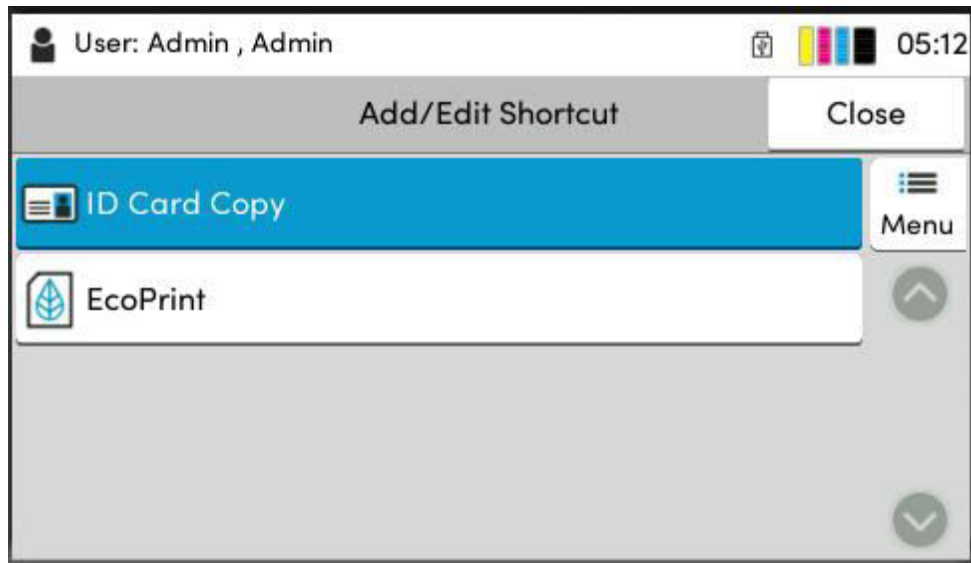 User: Admin , Admin
05:12
Add/Edit Shortcut
Close
ID Card Copy
Menu
EcoPrint